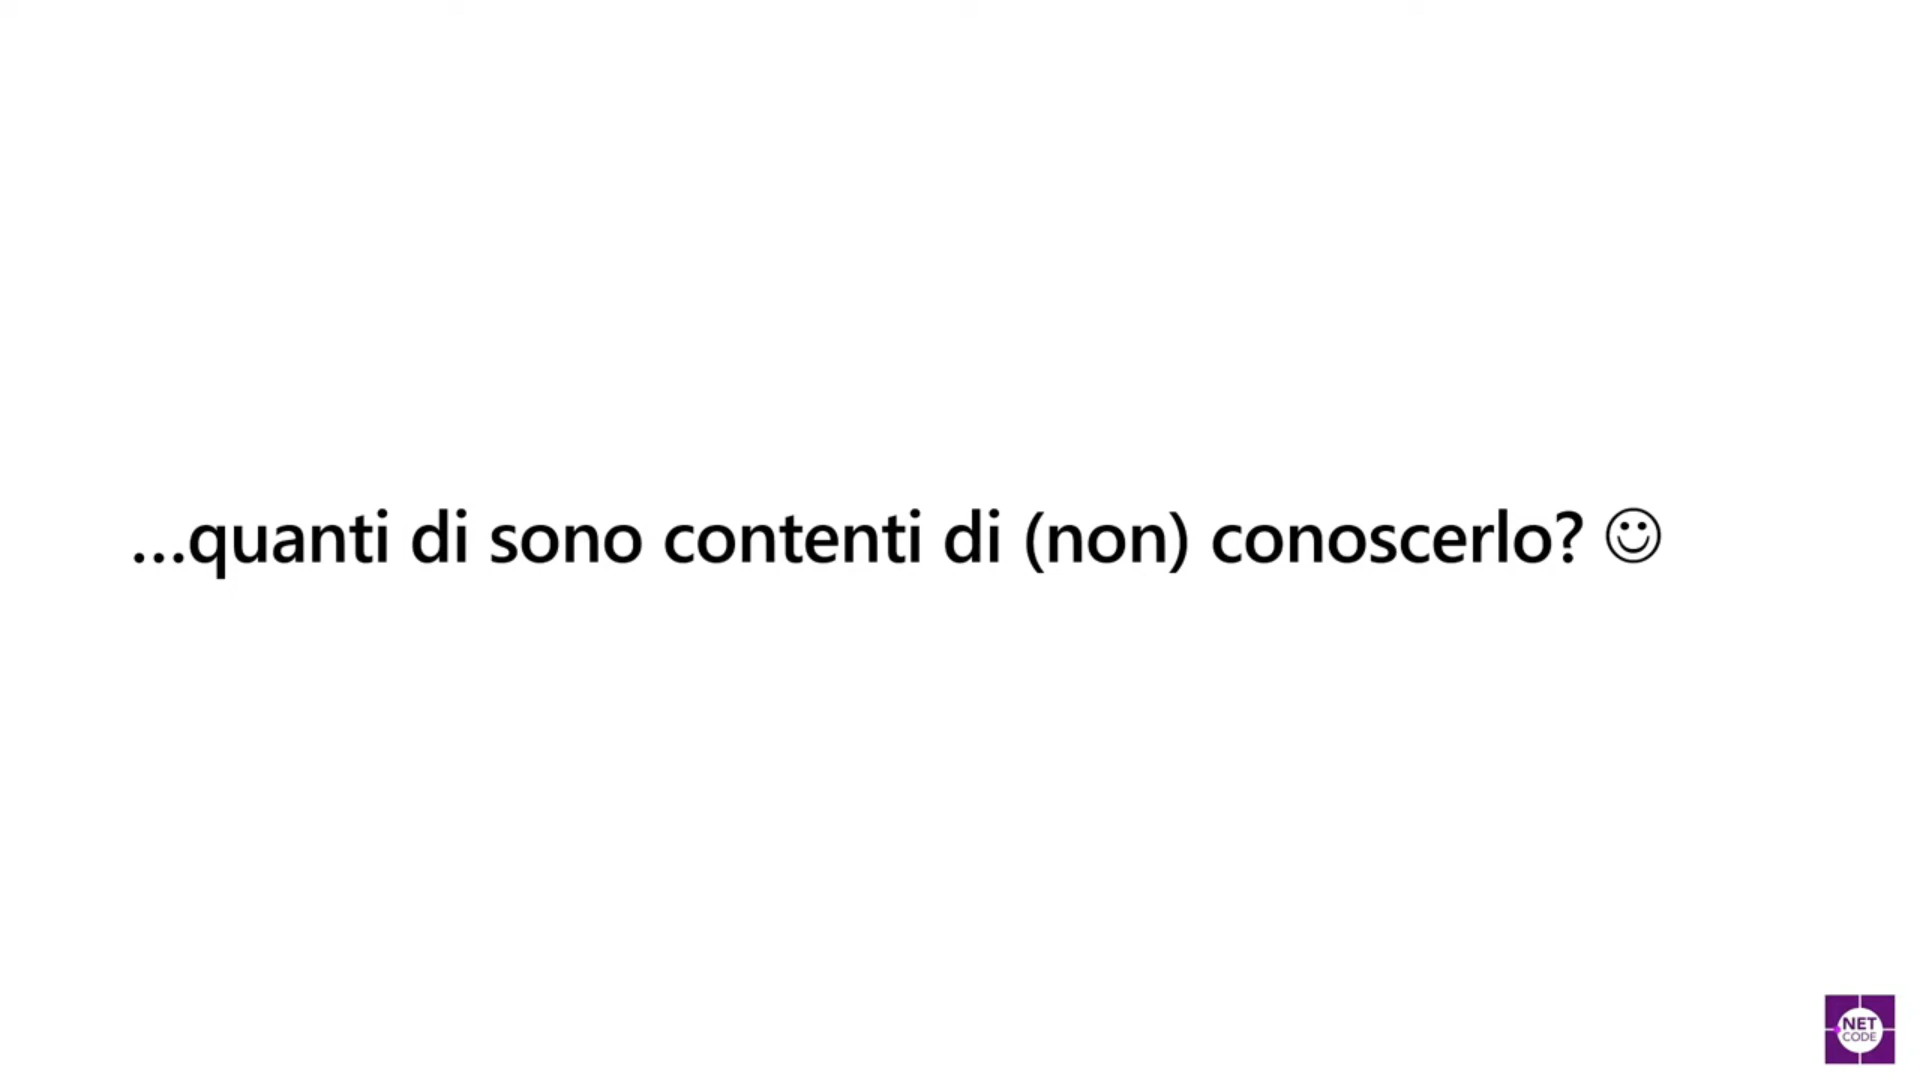 ...quanti di sono contenti di (non) conoscerlo? ☺
.NET
CODE